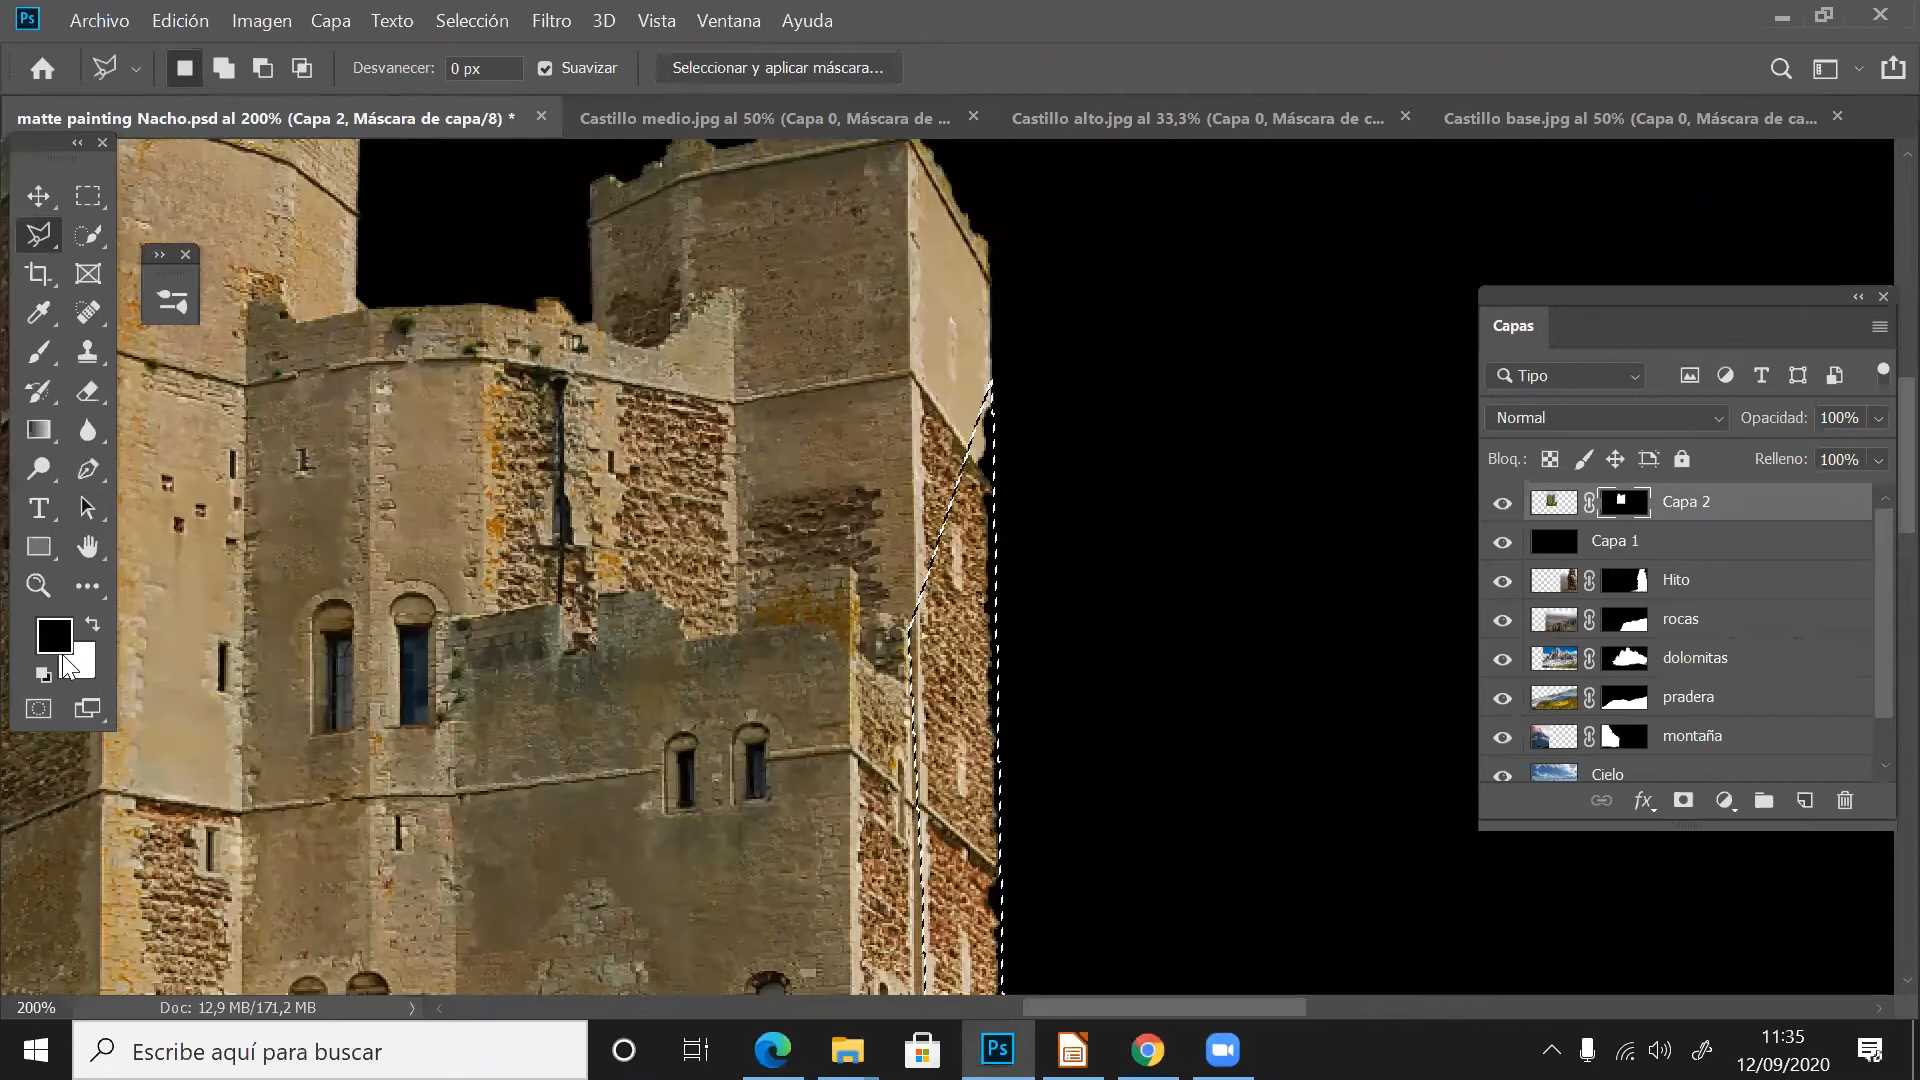 Ps Archivo Edición Imagen Capa Texto Selección Filtro 3D Vista Ventana Ayuda
Desvanecer: 0 px Suavizar Seleccionar y aplicar máscara...
matte painting Nacho.psd al 200% (Capa 2, Máscara de capa/8) * Castillo medio.jpg al 50% (Capa 0, Máscara de ... Castillo alto.jpg al 33,3% (Capa 0, Máscara de c... Castillo base.jpg al 50% (Capa 0, Máscara de ca...
Capas
Tipo
Normal Opacidad: 100%
Bloq.: Relleno: 100%
Capa 2
Capa 1
Hito
rocas
dolomitas
pradera
montaña
Cielo
fx
200% Doc: 12,9 MB/171,2 MB
Escribe aquí para buscar
Ps
11:35
12/09/2020